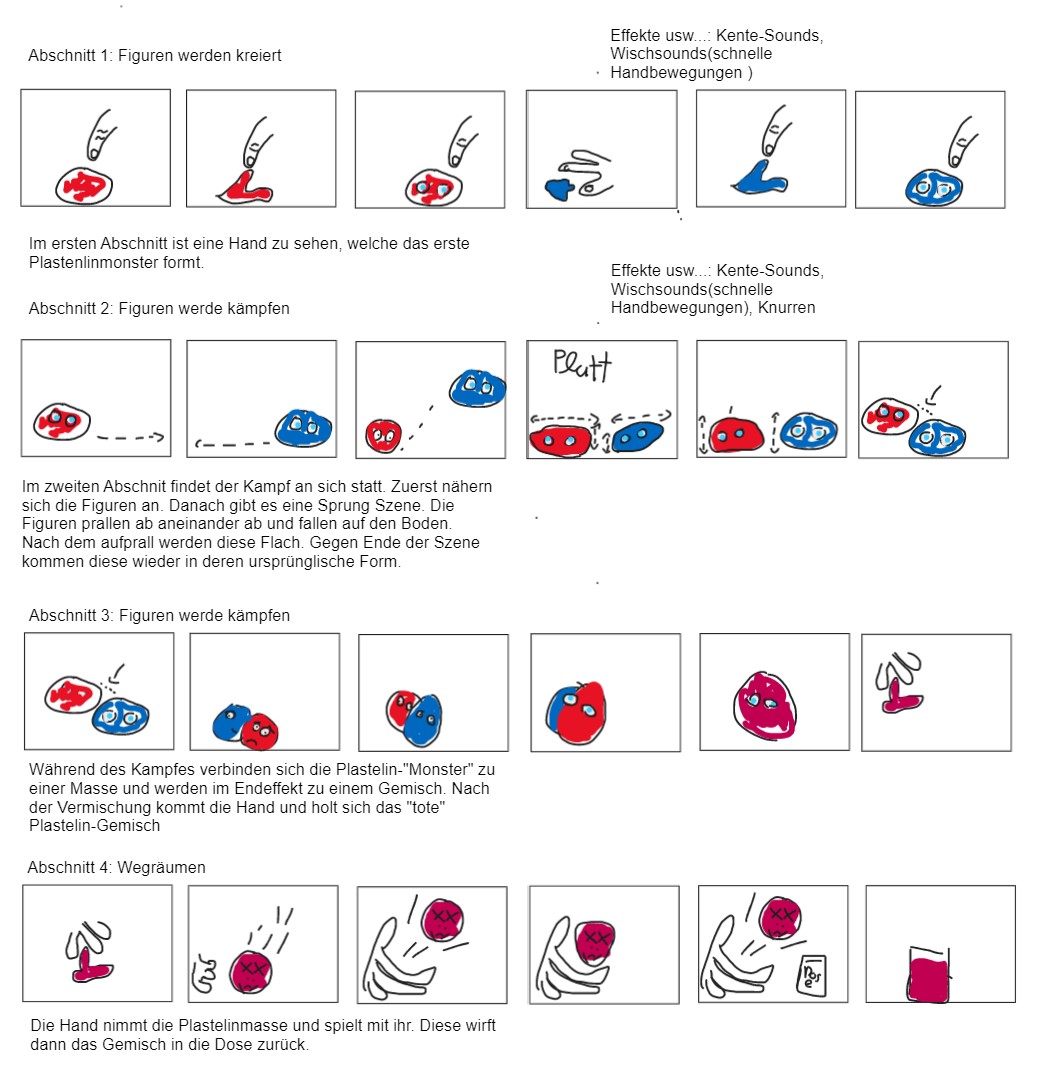 Abschnitt 1: Figuren werden kreiert
Effekte usw...: Kente-Sounds,
Wischsounds(schnelle
Handbewegungen )
Im ersten Abschnitt ist eine Hand zu sehen, welche das erste
Plastenlinmonster formt.
Effekte usw...: Kente-Sounds,
Wischsounds(schnelle
Handbewegungen), Knurren
Abschnitt 2: Figuren werde kämpfen
Platt
Im zweiten Abschnit findet der Kampf an sich statt. Zuerst nähern
sich die Figuren an. Danach gibt es eine Sprung Szene. Die
Figuren prallen ab aneinander ab und fallen auf den Boden.
Nach dem aufprall werden diese Flach. Gegen Ende der Szene
kommen diese wieder in deren ursprünglische Form.
Abschnitt 3: Figuren werde kämpfen
Während des Kampfes verbinden sich die Plastelin-"Monster" zu
einer Masse und werden im Endeffekt zu einem Gemisch. Nach
der Vermischung kommt die Hand und holt sich das "tote"
Plastelin-Gemisch
Abschnitt 4: Wegräumen
XX
XX
XX
XX
Dos
e
Die Hand nimmt die Plastelinmasse und spielt mit ihr. Diese wirft
dann das Gemisch in die Dose zurück.